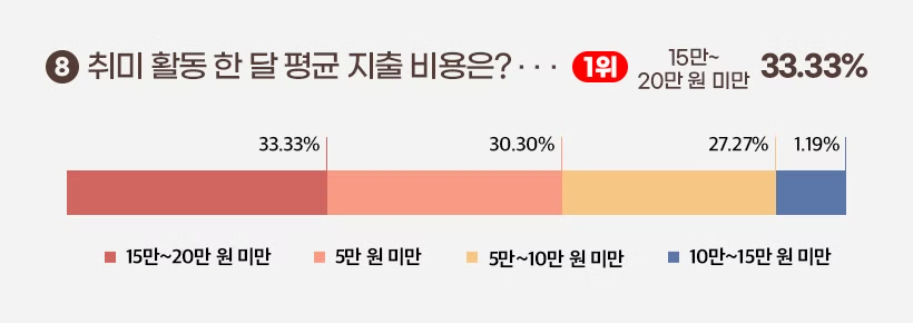 8 취미 활동 한 달 평균 지출 비용은? · · · 1위 15만~
20만 원 미만 33.33%
33.33% 30.30% 27.27% 1.19%
15만~20만 원 미만 5만 원 미만 5만~10만 원 미만 10만~15만 원 미만